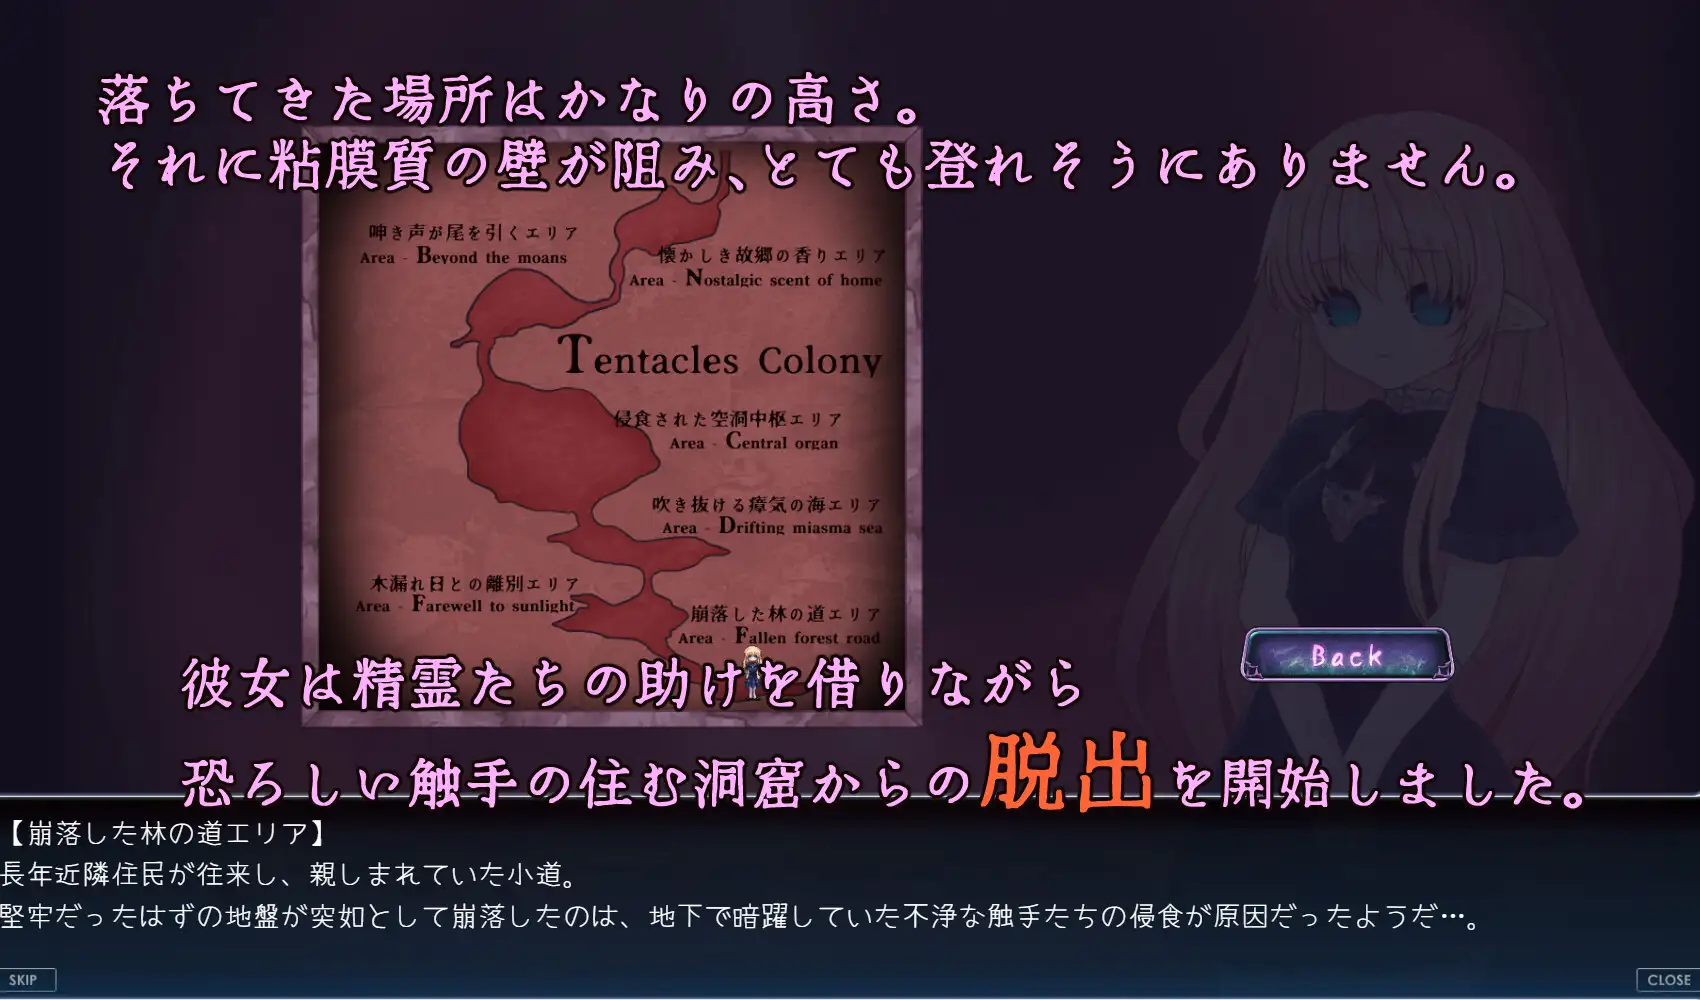 落ちてきた場所はかなりの高さ。
それに粘膜質の壁が阻み、とても登れそうにありません。
呻き声が尾を引くエリア
Area - Beyond the moans
懐かしき故郷の香りエリア
Area - Nostalgic scent of home
Tentacles Colony
侵食された空洞中枢エリア
Area - Central organ
吹き抜ける瘴気の海エリア
Area - Drifting miasma sea
木漏れ日との離別エリア
Area - Farewell to sunlight
崩落した林の道エリア
Area - Fallen forest road
Back
彼女は精霊たちの助けを借りながら
恐ろしい触手の住む洞窟からの脱出を開始しました。
【崩落した林の道エリア】
長年近隣住民が往来し、親しまれていた小道。
堅牢だったはずの地盤が突如として崩落したのは、地下で暗躍していた不浄な触手たちの侵食が原因だったようだ…。
SKIP
CLOSE